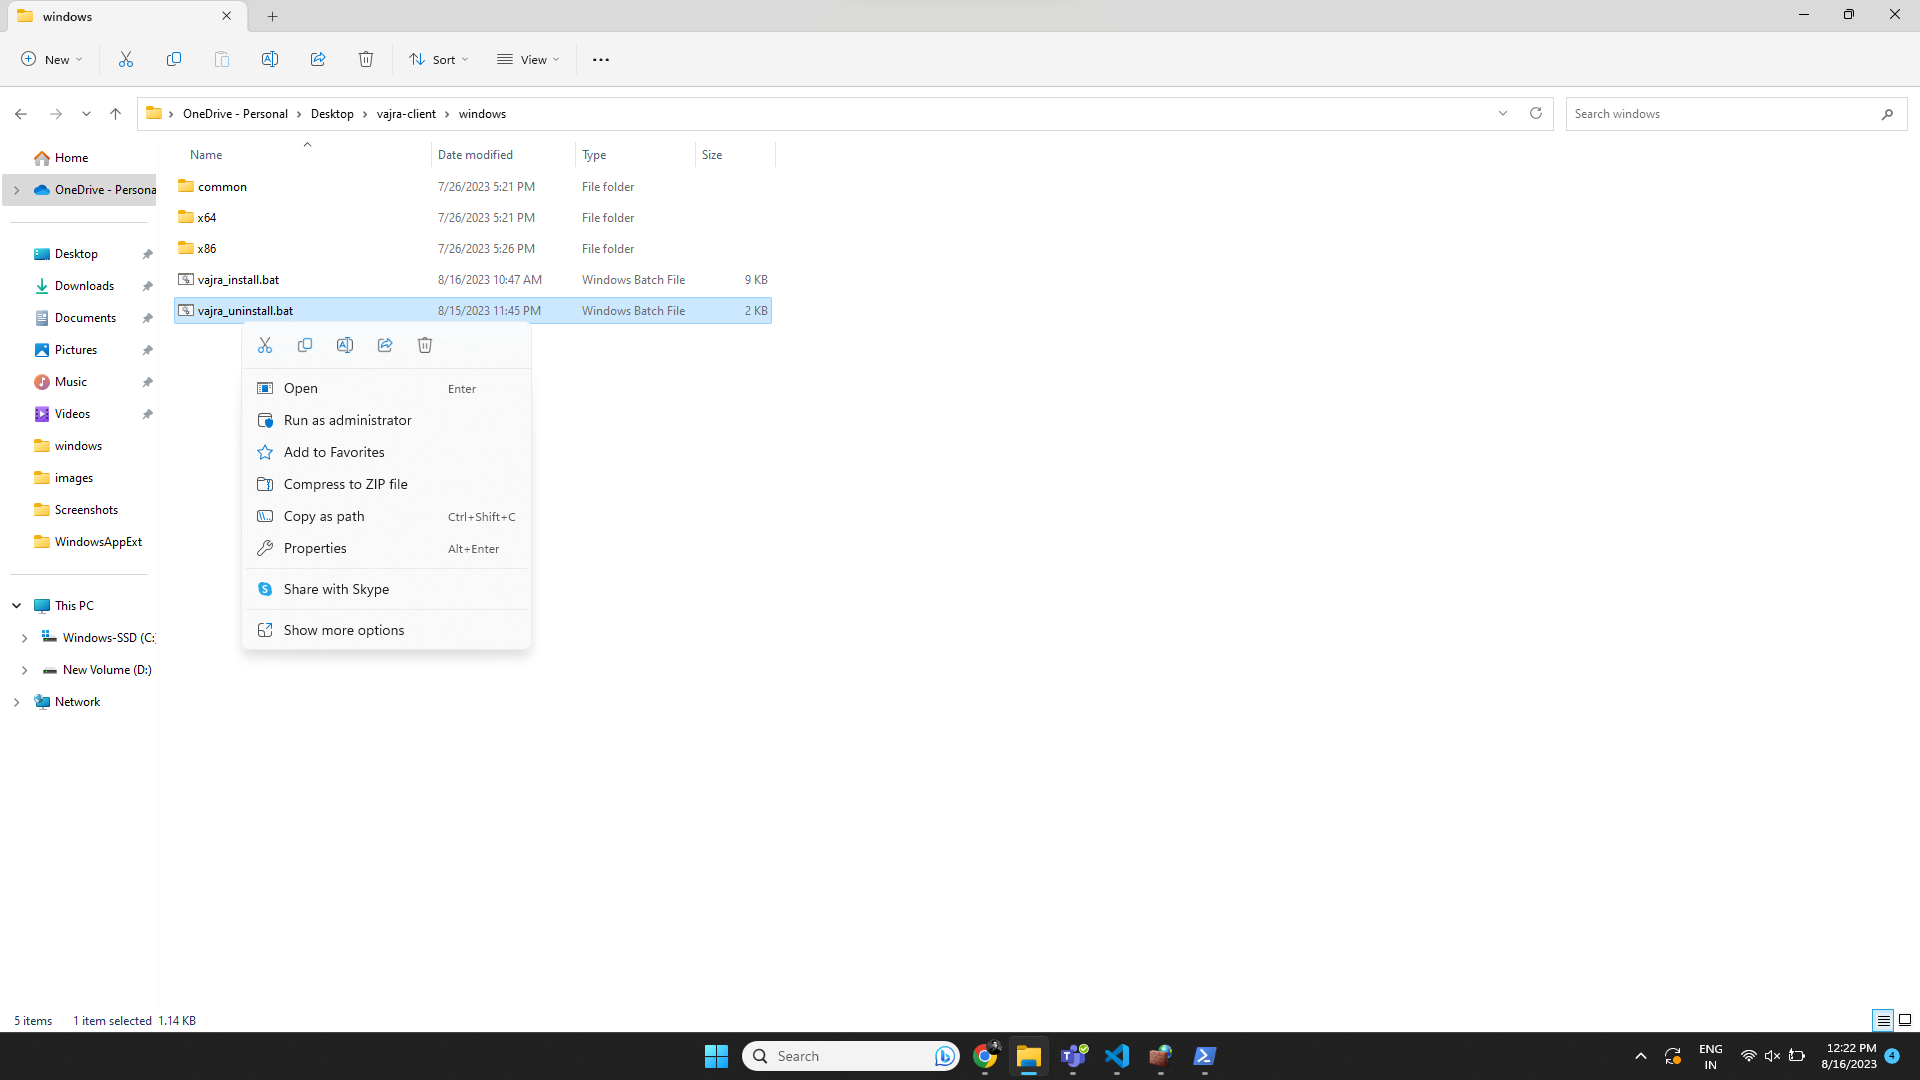 windows
New
Sort
View
OneDrive - Personal
Desktop
vajra-client
windows
Search windows
Name
Date modified
Type
Size
Home
OneDrive - Persona
common 7/26/2023 5:21 PM File folder
x64 7/26/2023 5:21 PM File folder
x86 7/26/2023 5:26 PM File folder
vajra_install.bat 8/16/2023 10:47 AM Windows Batch File 9 KB
vajra_uninstall.bat 8/15/2023 11:45 PM Windows Batch File 2 KB
Desktop
Downloads
Documents
Pictures
Music
Videos
windows
images
Screenshots
WindowsAppExt
This PC
Windows-SSD (C:)
New Volume (D:)
Network
Open Enter
Run as administrator
Add to Favorites
Compress to ZIP file
Copy as path Ctrl+Shift+C
Properties Alt+Enter
Share with Skype
Show more options
5 items 1 item selected 1.14 KB
Search
ENG
IN
12:22 PM
8/16/2023
4